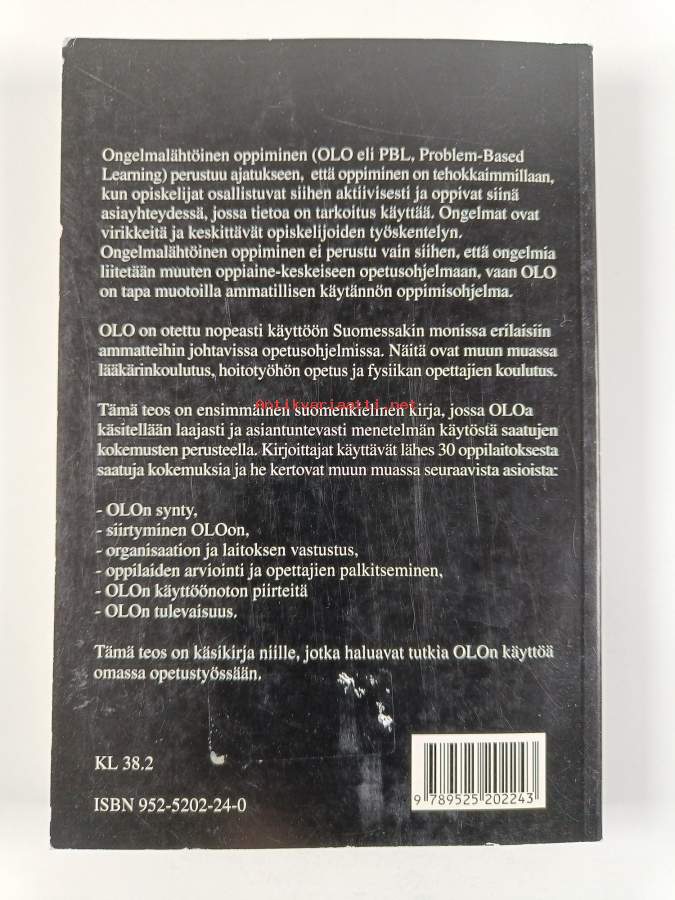 Ongelmalähtöinen oppiminen (OLO eli PBL, Problem-Based
Learning) perustuu ajatukseen, että oppiminen on tehokkaimmillaan,
kun opiskelijat osallistuvat siihen aktiivisesti ja oppivat siinä
asiayhteydessä, jossa tietoa on tarkoitus käyttää. Ongelmat ovat
virikkeitä ja keskittävät opiskelijoiden työskentelyn.
Ongelmalähtöinen oppiminen ei perustu vain siihen, että ongelmia
liitetään muuten oppiaine-keskeiseen opetusohjelmaan, vaan OLO
on tapa muotoilla ammatillisen käytännön oppimisohjelma.
OLO on otettu nopeasti käyttöön Suomessakin monissa erilaisiin
ammatteihin johtavissa opetusohjelmissa. Näitä ovat muun muassa
lääkärinkoulutus, hoitotyöhön opetus ja fysiikan opettajien koulutus.
Antikvariaatti.net
Tämä teos on ensimmäinen suomenkielinen kirja, jossa OLOa
käsitellään laajasti ja asiantuntevasti menetelmän käytöstä saatujen
kokemusten perusteella. Kirjoittajat käyttävät lähes 30 oppilaitoksesta
saatuja kokemuksia ja he kertovat muun muassa seuraavista asioista:
- OLOn synty,
- siirtyminen OLOon,
- organisaation ja laitoksen vastustus,
- oppilaiden arviointi ja opettajien palkitseminen,
- OLOn käyttöönoton piirteitä
- OLOn tulevaisuus.
Tämä teos on käsikirja niille, jotka haluavat tutkia OLOn käyttöä
omassa opetustyössään.
KL 38.2
ISBN 952-5202-24-0
9 789525 202243